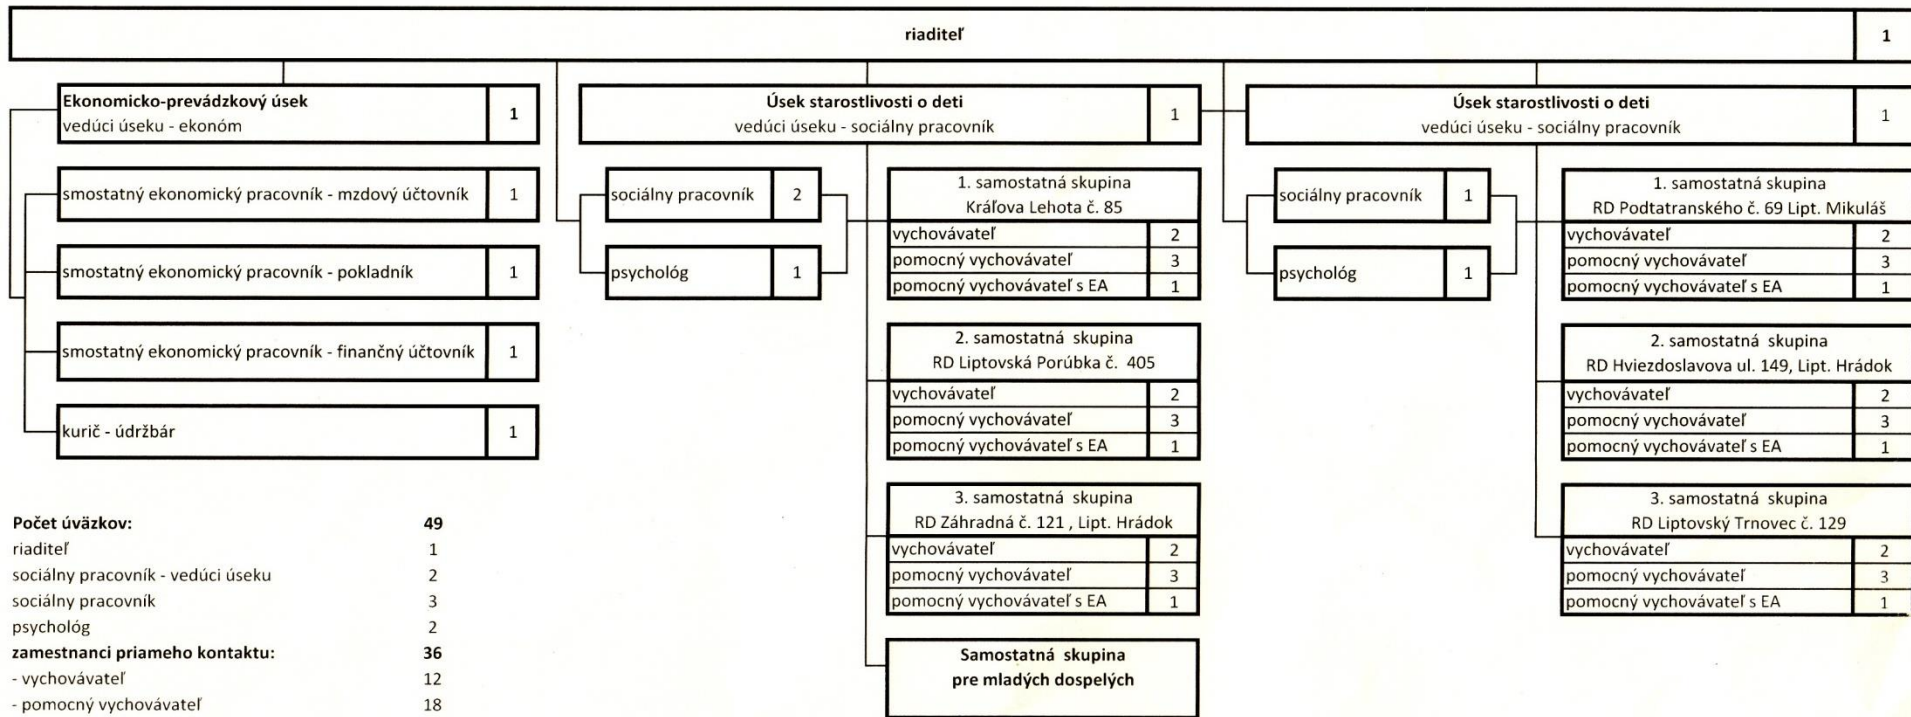 riaditeľ 1
Ekonomicko-prevádzkový úsek
vedúci úseku - ekonóm
1
smostatný ekonomický pracovník - mzdový účtovník 1
smostatný ekonomický pracovník - pokladník 1
smostatný ekonomický pracovník - finančný účtovník 1
kurič - údržbár 1
Úsek starostlivosti o deti
vedúci úseku - sociálny pracovník
1
sociálny pracovník 2
psychológ 1
1. samostatná skupina
Kráľova Lehota č. 85
vychovávateľ 2
pomocný vychovávateľ 3
pomocný vychovávateľ s EA 1
2. samostatná skupina
RD Liptovská Porúbka č. 405
vychovávateľ 2
pomocný vychovávateľ 3
pomocný vychovávateľ s EA 1
3. samostatná skupina
RD Záhradná č. 121 , Lipt. Hrádok
vychovávateľ 2
pomocný vychovávateľ 3
pomocný vychovávateľ s EA 1
Samostatná skupina
pre mladých dospelých
Úsek starostlivosti o deti
vedúci úseku - sociálny pracovník
1
sociálny pracovník 1
psychológ 1
1. samostatná skupina
RD Podtatranského č. 69 Lipt. Mikuláš
vychovávateľ 2
pomocný vychovávateľ 3
pomocný vychovávateľ s EA 1
2. samostatná skupina
RD Hviezdoslavova ul. 149, Lipt. Hrádok
vychovávateľ 2
pomocný vychovávateľ 3
pomocný vychovávateľ s EA 1
3. samostatná skupina
RD Liptovský Trnovec č. 129
vychovávateľ 2
pomocný vychovávateľ 3
pomocný vychovávateľ s EA 1
Počet úväzkov: 49
riaditeľ 1
sociálny pracovník - vedúci úseku 2
sociálny pracovník 3
psychológ 2
zamestnanci priameho kontaktu: 36
- vychovávateľ 12
- pomocný vychovávateľ 18